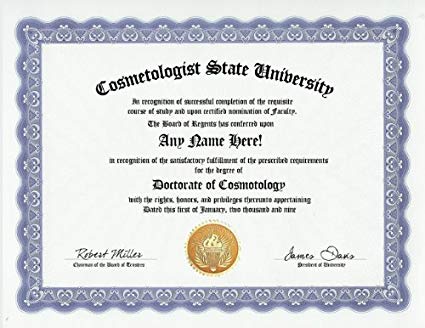 Cosmetologist State University
In recognition of successful completion of the requisite
course of study and upon certified nomination of Faculty.
The Board of Regents has conferred upon
Any Name Here!
in recognition of the satisfactory fulfillment of the prescribed requirements
for the degree of
Doctorate of Cosmotology
with the rights, honors, and privileges thereunto appertaining
Dated this first of January, two thousand and nine
Robert Miller
Chairman of the Board of Trustees
James Davis
President of University